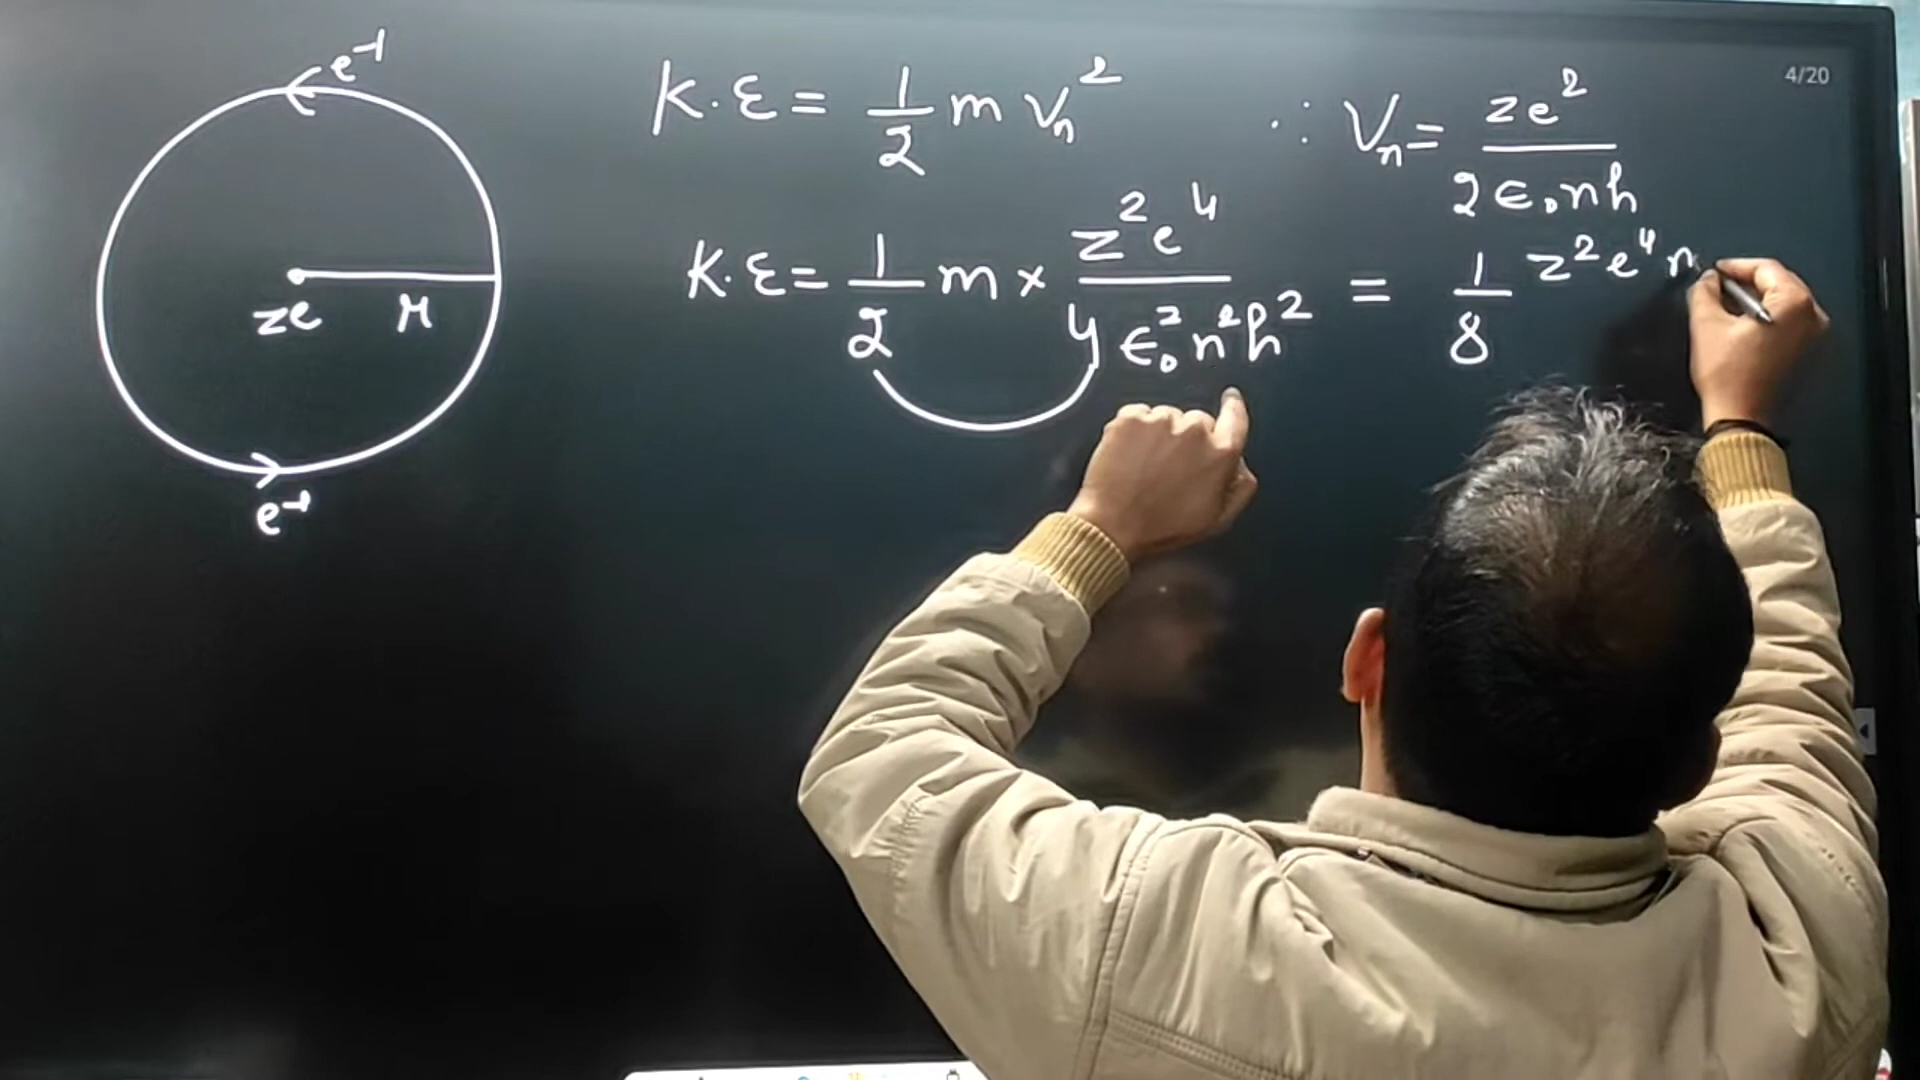 e⁻¹
ze r
e⁻¹
K.E = 1/2 m Vn²
∵ Vn = ze²/2ϵ₀nh
K.E = 1/2 m × z²e⁴/4ϵ₀²n²h² = 1/8 z²e⁴m
4/20